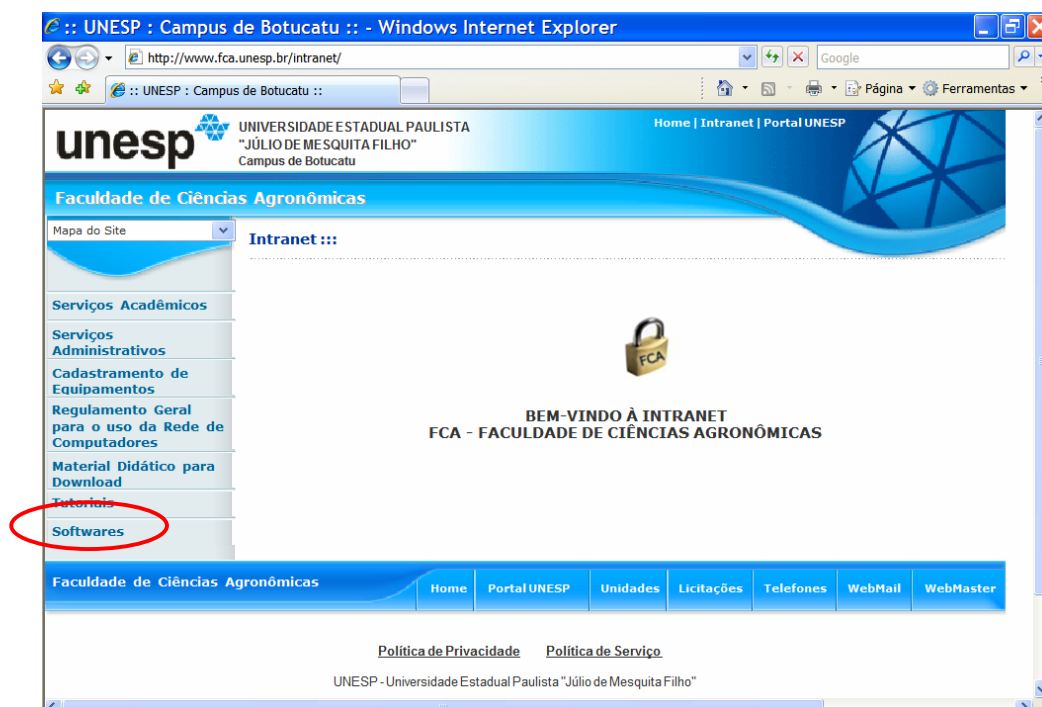 :: UNESP : Campus de Botucatu :: - Windows Internet Explorer
http://www.fca.unesp.br/intranet/
Google
:: UNESP : Campus de Botucatu ::
Página
Ferramentas
unesp
UNIVERSIDADE ESTADUAL PAULISTA
"JÚLIO DE MESQUITA FILHO"
Campus de Botucatu
Home | Intranet | Portal UNESP
Faculdade de Ciências Agronômicas
Mapa do Site
Intranet :::
Serviços Acadêmicos
Serviços
Administrativos
Cadastramento de
Equipamentos
Regulamento Geral
para o uso da Rede de
Computadores
Material Didático para
Download
Tutoriais
Softwares
FCA
BEM-VINDO À INTRANET
FCA - FACULDADE DE CIÊNCIAS AGRONÔMICAS
Faculdade de Ciências Agronômicas
Home
Portal UNESP
Unidades
Licitações
Telefones
WebMail
WebMaster
Política de Privacidade
Política de Serviço
UNESP - Universidade Estadual Paulista "Júlio de Mesquita Filho"